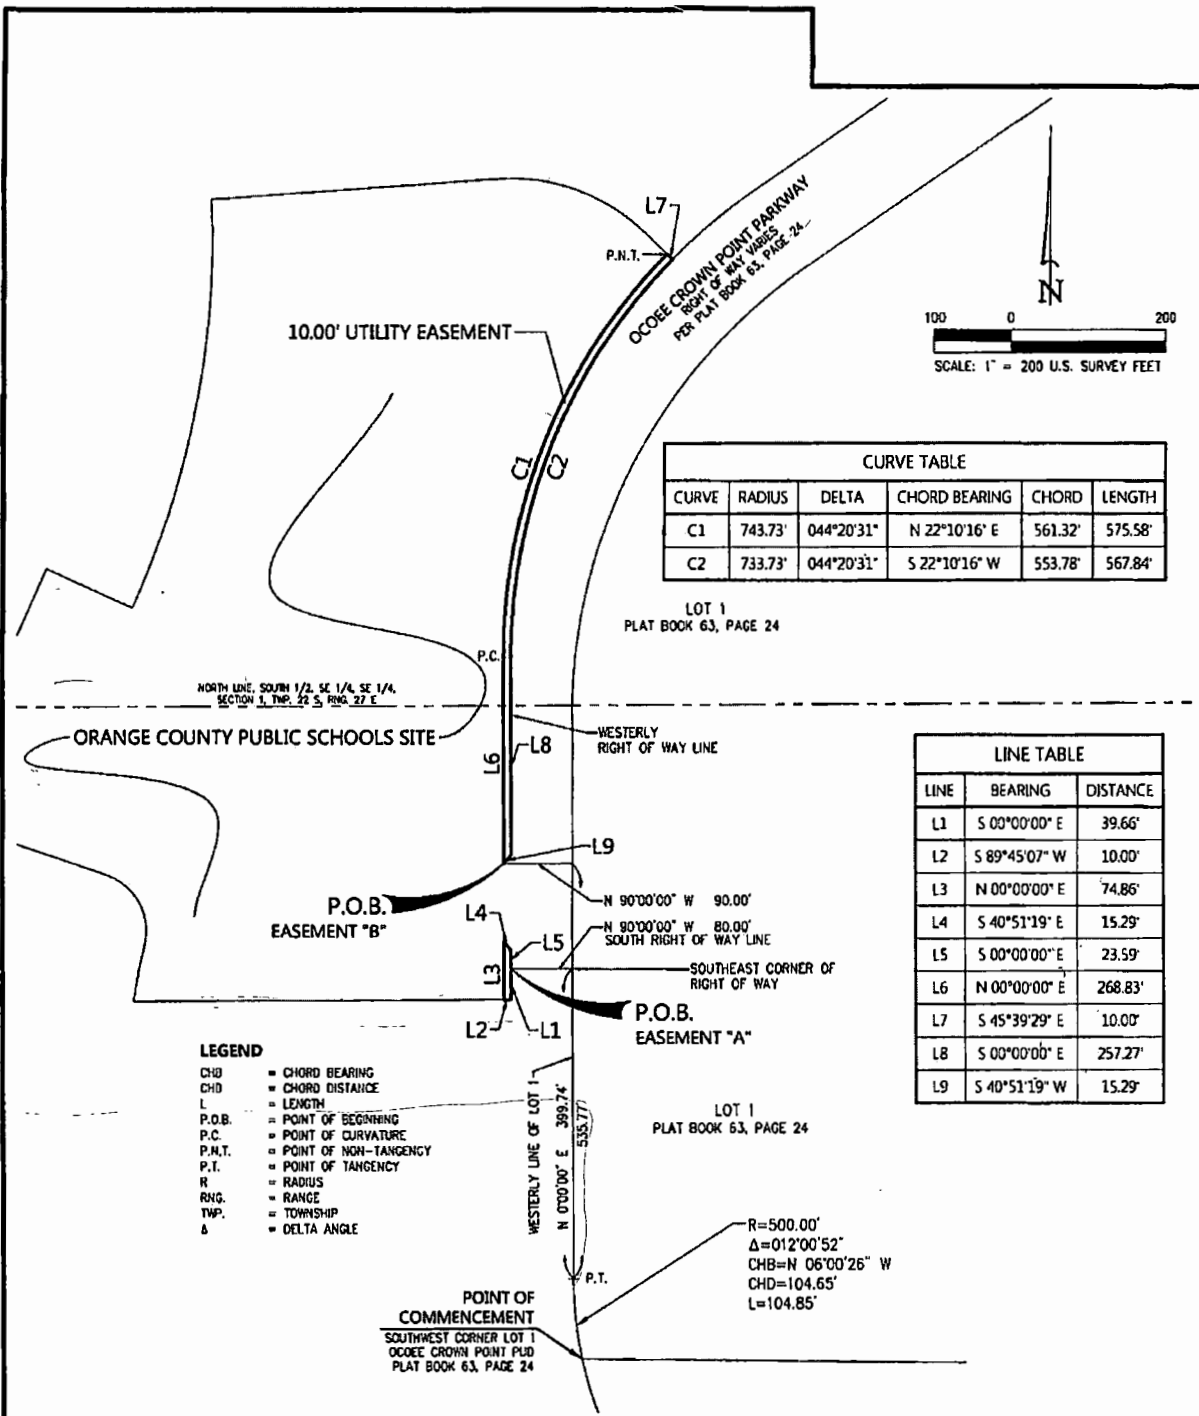 L7
P.N.T.
OCOEE CROWN POINT PARKWAY
RIGHT OF WAY VARIES
PER PLAT BOOK 63, PAGE 24
N
10.00' UTILITY EASEMENT
100 0 200
SCALE: 1" = 200 U.S. SURVEY FEET
C1
C2
CURVE TABLE
CURVE RADIUS DELTA CHORD BEARING CHORD LENGTH
C1 743.73' 044°20'31" N 22°10'16" E 561.32' 575.58'
C2 733.73' 044°20'31" S 22°10'16" W 553.78' 567.84'
LOT 1
PLAT BOOK 63, PAGE 24
P.C.
NORTH LINE, SOUTH 1/2, SE 1/4, SE 1/4,
SECTION 1, TWP. 22 S, RNG. 27 E
ORANGE COUNTY PUBLIC SCHOOLS SITE
WESTERLY
RIGHT OF WAY LINE
L6
L8
LINE TABLE
LINE BEARING DISTANCE
L1 S 00°00'00" E 39.66'
L2 S 89°45'07" W 10.00'
L3 N 00°00'00" E 74.86'
L4 S 40°51'19" E 15.29'
L5 S 00°00'00" E 23.59'
L6 N 00°00'00" E 268.83'
L7 S 45°39'29" E 10.00'
L8 S 00°00'00" E 257.27'
L9 S 40°51'19" W 15.29'
L9
P.O.B.
EASEMENT "B"
N 90°00'00" W 90.00'
L4
N 90°00'00" W 80.00'
SOUTH RIGHT OF WAY LINE
L5
L3
SOUTHEAST CORNER OF
RIGHT OF WAY
P.O.B.
EASEMENT "A"
L2
L1
LEGEND
CHB = CHORD BEARING
CHD = CHORD DISTANCE
L = LENGTH
P.O.B. = POINT OF BEGINNING
P.C. = POINT OF CURVATURE
P.N.T. = POINT OF NON-TANGENCY
P.T. = POINT OF TANGENCY
R = RADIUS
RNG. = RANGE
TWP. = TOWNSHIP
Δ = DELTA ANGLE
WESTERLY LINE OF LOT 1
N 0°00'00" E 399.74'
535.77'
LOT 1
PLAT BOOK 63, PAGE 24
P.T.
R=500.00'
Δ=012°00'52"
CHB=N 06°00'26" W
CHD=104.65'
L=104.85'
POINT OF
COMMENCEMENT
SOUTHWEST CORNER LOT 1
OCOEE CROWN POINT PUD
PLAT BOOK 63, PAGE 24